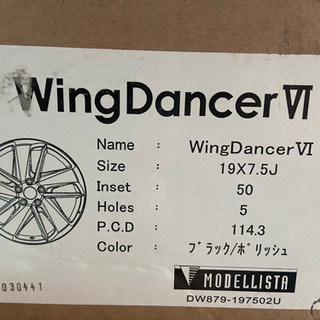 WingDancerⅥ
Name : WingDancerⅥ
Size : 19X7.5J
Inset : 50
Holes : 5
P.C.D : 114.3
Color : ﾌﾞﾗｯｸ/ﾎﾟﾘｯｼｭ
MODELLISTA
DW879-197502U
030441